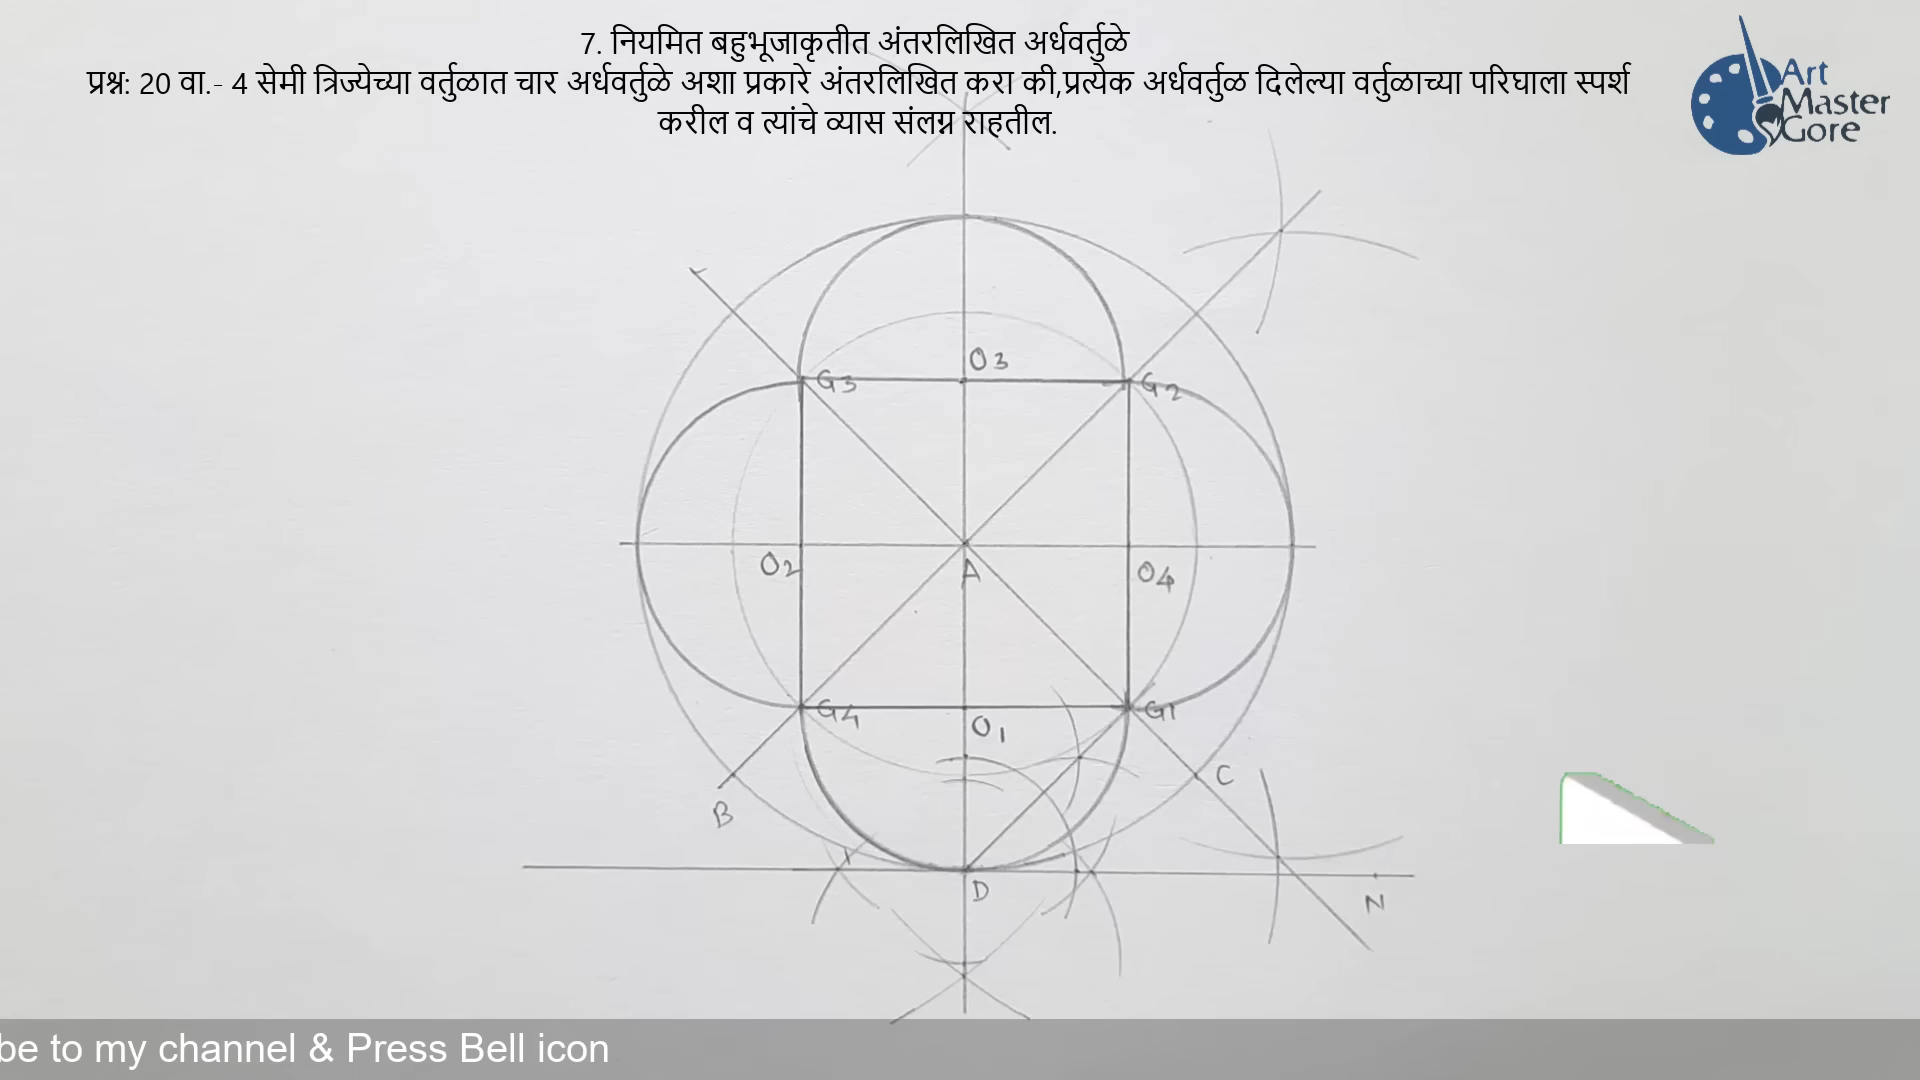 7. नियमित बहुभूजाकृतीत अंतरलिखित अर्धवर्तुळे
प्रश्न: 20 वा.- 4 सेमी त्रिज्येच्या वर्तुळात चार अर्धवर्तुळे अशा प्रकारे अंतरलिखित करा की,प्रत्येक अर्धवर्तुळ दिलेल्या वर्तुळाच्या परिघाला स्पर्श
करील व त्यांचे व्यास संलग्न राहतील.
Art
Master
Gore
O3
G3
G2
O2
A
O4
G4
G1
O1
C
B
D
N
be to my channel & Press Bell icon